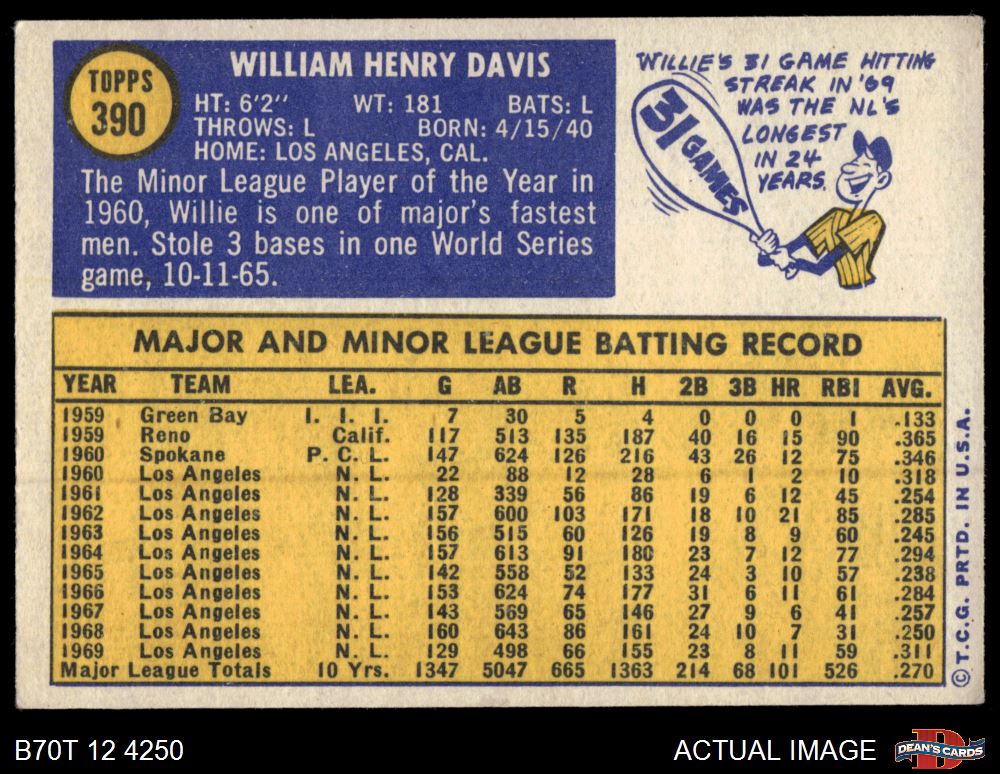 TOPPS
390
WILLIAM HENRY DAVIS
HT: 6'2" WT: 181 BATS: L
THROWS: L BORN: 4/15/40
HOME: LOS ANGELES, CAL.
The Minor League Player of the Year in
1960, Willie is one of major's fastest
men. Stole 3 bases in one World Series
game, 10-11-65.
WILLIE'S 31 GAME HITTING
STREAK IN '69
WAS THE NL'S
LONGEST
IN 24
YEARS.
31 GAMES
MAJOR AND MINOR LEAGUE BATTING RECORD
YEAR TEAM LEA. G AB R H 2B 3B HR RBI AVG.
1959 Green Bay I. I. I. 7 30 5 4 0 0 0 1 .133
1959 Reno Calif. 117 513 135 187 40 16 15 90 .365
1960 Spokane P. C. L. 147 624 126 216 43 26 12 75 .346
1960 Los Angeles N. L. 22 88 12 28 6 1 2 10 .318
1961 Los Angeles N. L. 128 339 56 86 19 6 12 45 .254
1962 Los Angeles N. L. 157 600 103 171 18 10 21 85 .285
1963 Los Angeles N. L. 156 515 60 126 19 8 9 60 .245
1964 Los Angeles N. L. 157 613 91 180 23 7 12 77 .294
1965 Los Angeles N. L. 142 558 52 133 24 3 10 57 .238
1966 Los Angeles N. L. 153 624 74 177 31 6 11 61 .284
1967 Los Angeles N. L. 143 569 65 146 27 9 6 41 .257
1968 Los Angeles N. L. 160 643 86 161 24 10 7 31 .250
1969 Los Angeles N. L. 129 498 66 155 23 8 11 59 .311
Major League Totals 10 Yrs. 1347 5047 665 1363 214 68 101 526 .270
© T.C.G. PRTD. IN U.S.A.
B70T 12 4250
ACTUAL IMAGE
DEAN'S CARDS